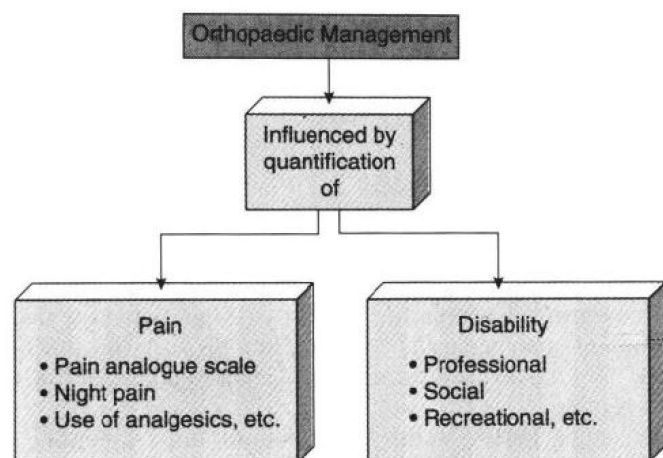 Orthopaedic Management
Influenced by
quantification
of
Pain
• Pain analogue scale
• Night pain
• Use of analgesics, etc.
Disability
• Professional
• Social
• Recreational, etc.